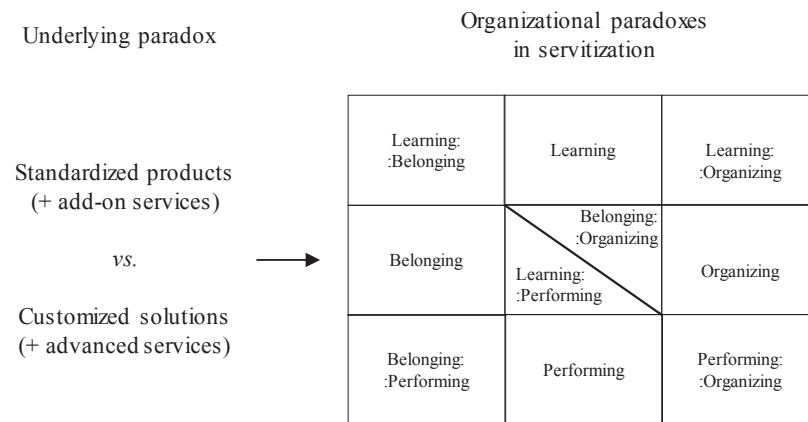 Underlying paradox
Organizational paradoxes
in servitization
Standardized products
(+ add-on services)
vs.
Customized solutions
(+ advanced services)
Learning:
:Belonging
Learning
Learning:
:Organizing
Belonging
Belonging:
:Organizing
Learning:
:Performing
Organizing
Belonging:
:Performing
Performing
Performing:
:Organizing